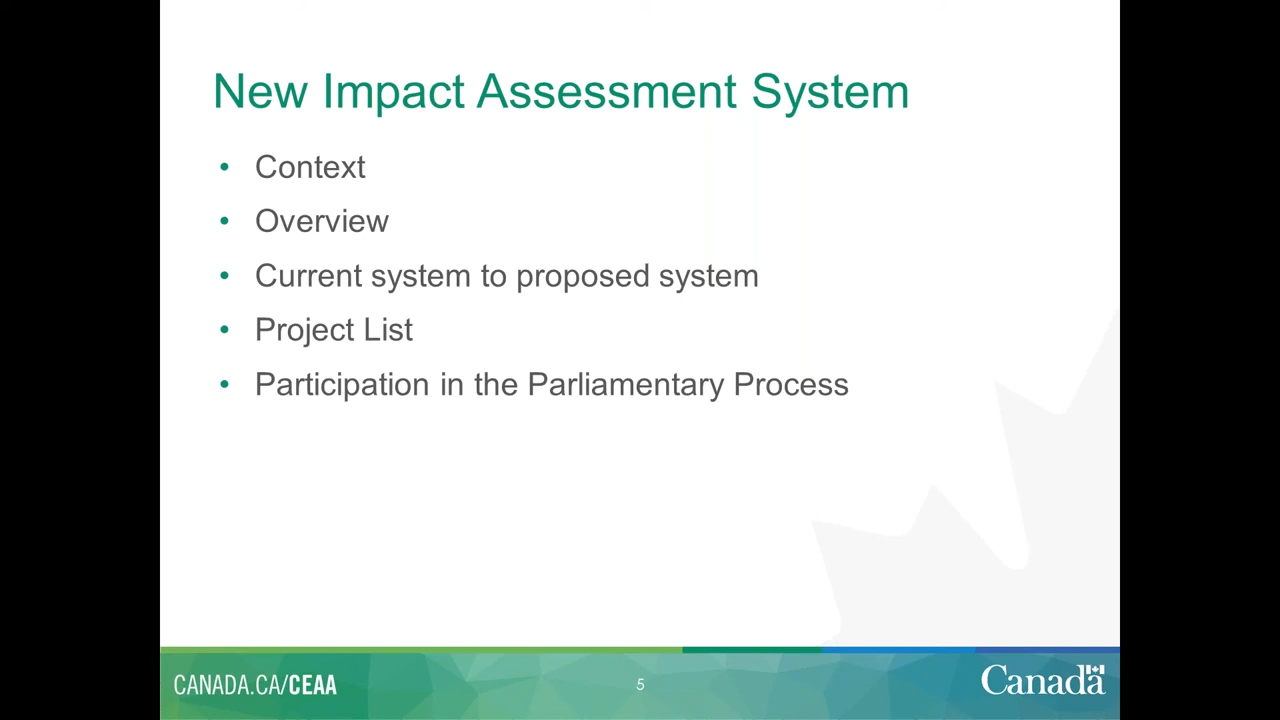 New Impact Assessment System
• Context
• Overview
• Current system to proposed system
• Project List
• Participation in the Parliamentary Process
CANADA.CA/CEAA
5
Canada